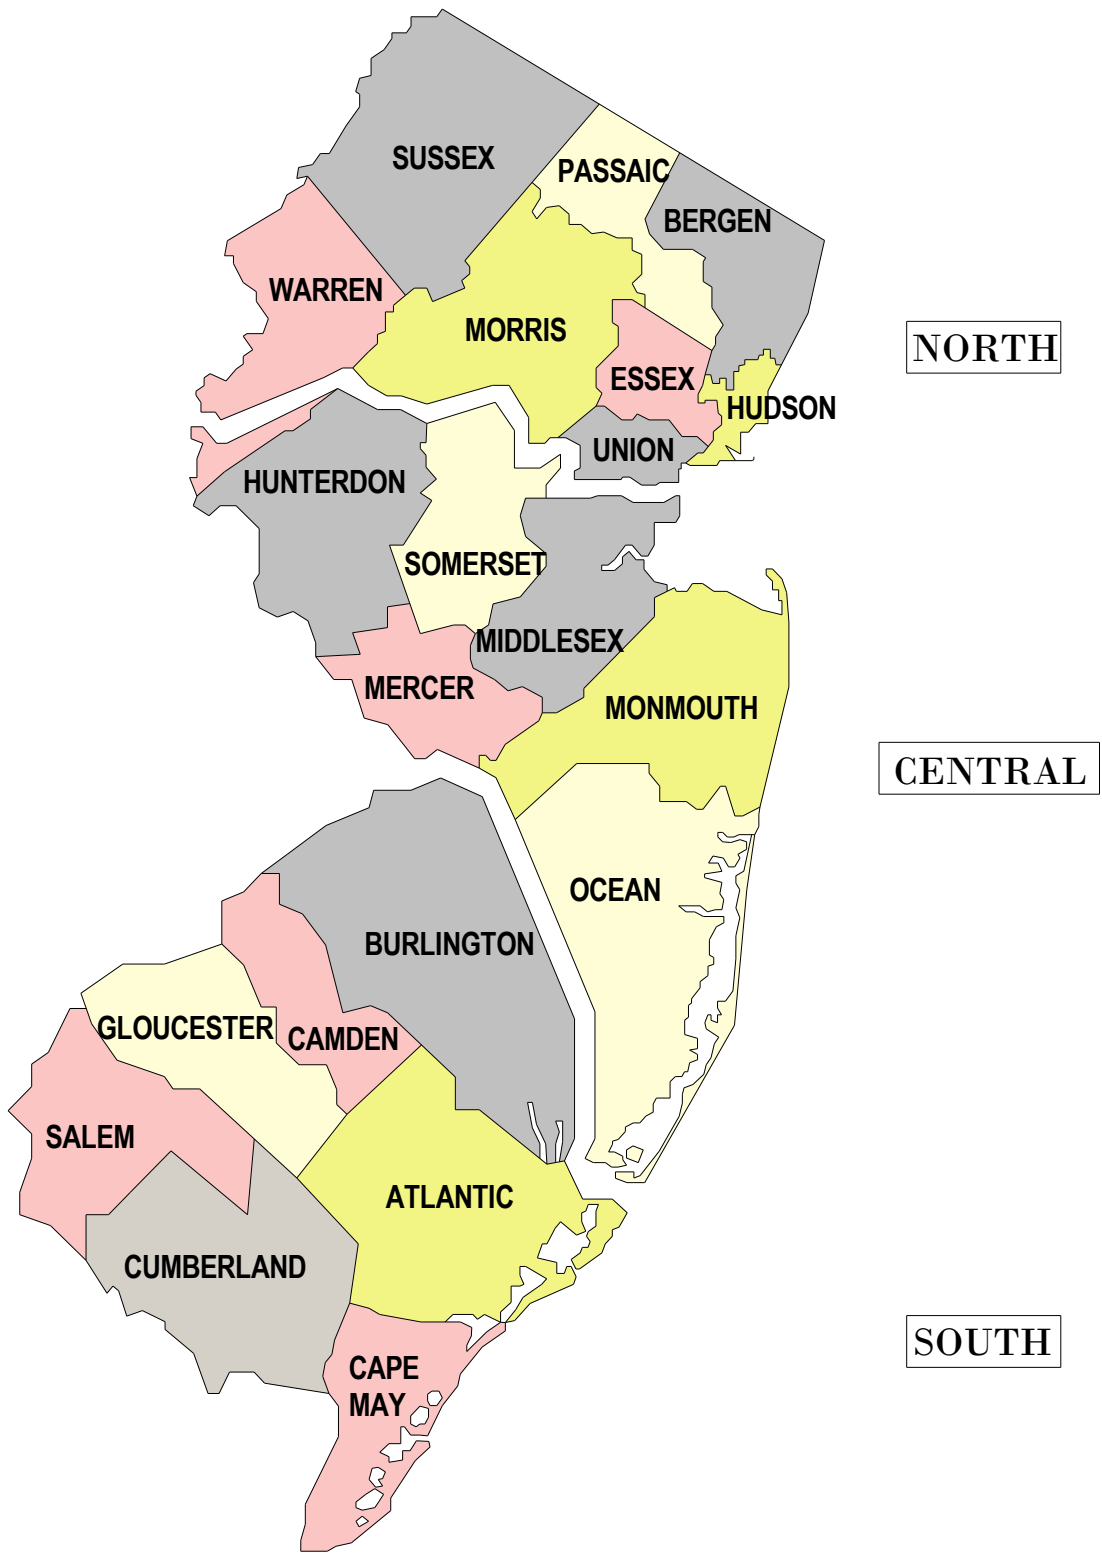 SUSSEX
PASSAIC
BERGEN
WARREN
MORRIS
NORTH
ESSEX
HUDSON
UNION
HUNTERDON
SOMERSET
MIDDLESEX
MERCER
MONMOUTH
CENTRAL
OCEAN
BURLINGTON
GLOUCESTER
CAMDEN
SALEM
ATLANTIC
CUMBERLAND
SOUTH
CAPE
MAY